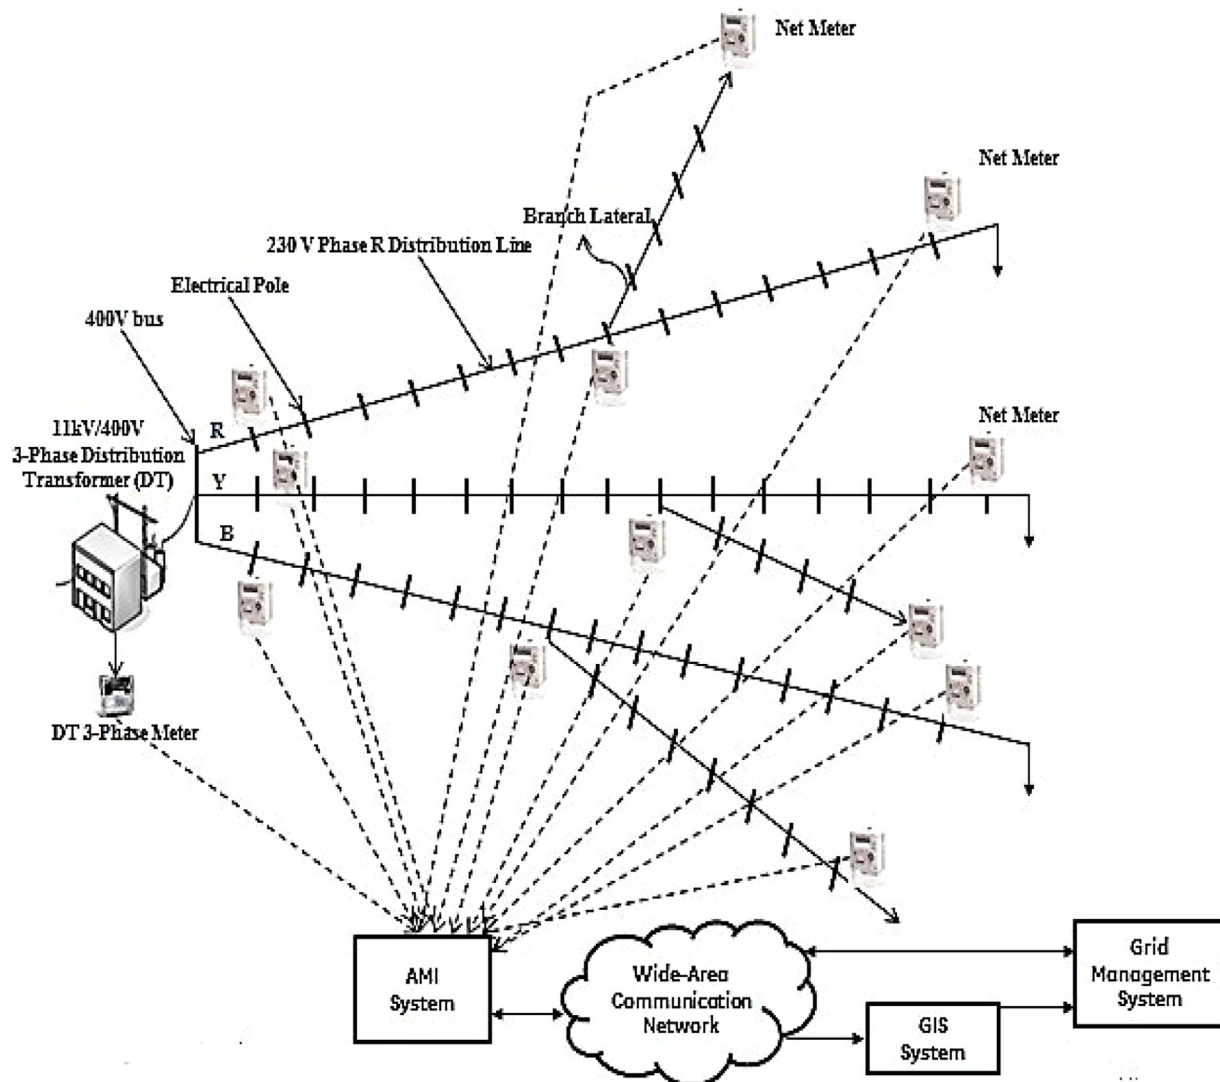 Net Meter
Net Meter
Branch Lateral
230 V Phase R Distribution Line
Electrical Pole
400V bus
R
Net Meter
11kV/400V
3-Phase Distribution
Transformer (DT)
Y
B
DT 3-Phase Meter
AMI
System
Wide-Area
Communication
Network
Grid
Management
System
GIS
System